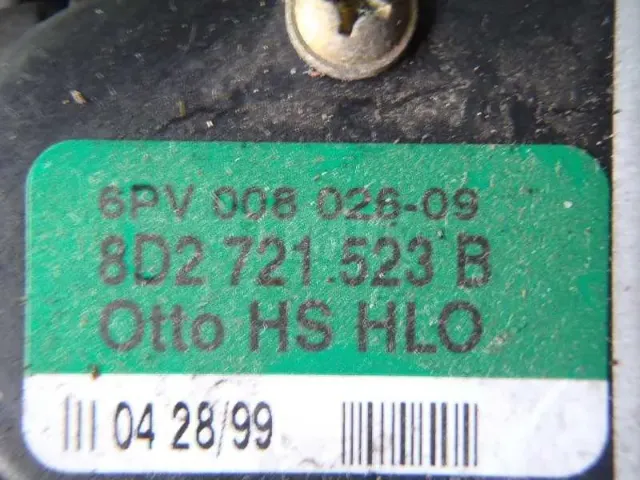 6PV 008 026-09
8D2 721.523 B
Otto HS HLO
04 28/99